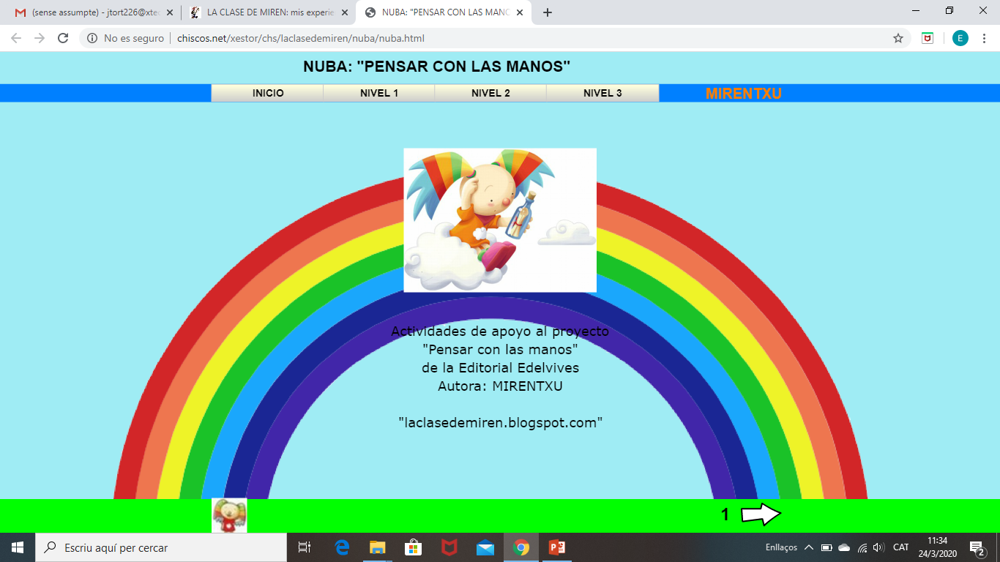 (sense assumpte) - jtort226@xtec
LA CLASE DE MIREN: mis experie
NUBA: "PENSAR CON LAS MANO
No es seguro
chiscos.net/xestor/chs/laclasedemiren/nuba/nuba.html
E
NUBA: "PENSAR CON LAS MANOS"
INICIO
NIVEL 1
NIVEL 2
NIVEL 3
MIRENTXU
Actividades de apoyo al proyecto
"Pensar con las manos"
de la Editorial Edelvives
Autora: MIRENTXU
"laclasedemiren.blogspot.com"
1
Escriu aquí per cercar
Enllaços
CAT
11:34
24/3/2020
2